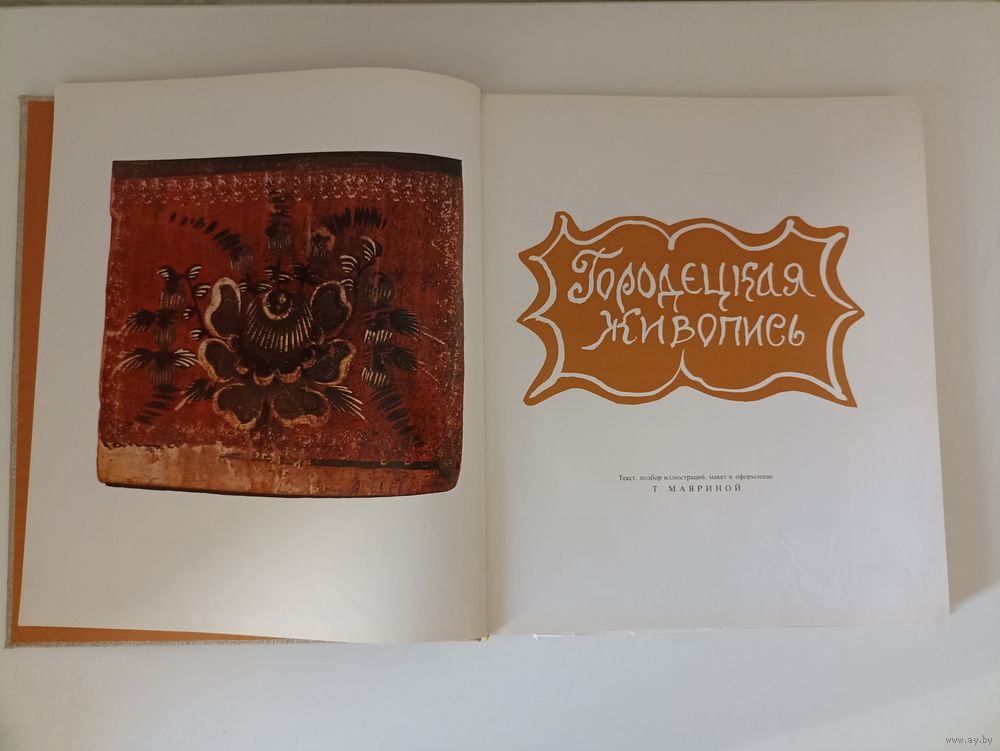 Городецкая
живопись
Текст, подбор иллюстраций, макет и оформление
Т. МАВРИНОЙ
www.ay.by